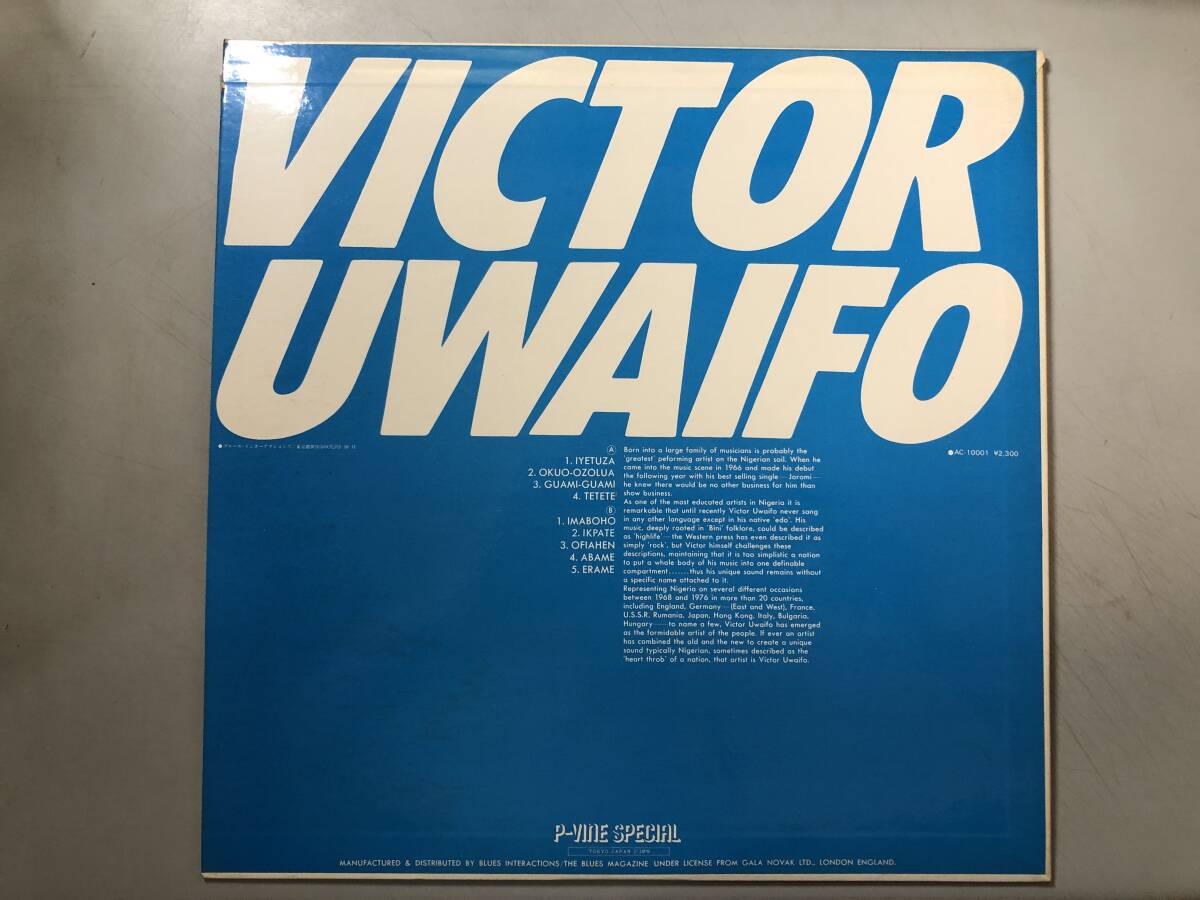 VICTOR
UWAIFO
Ⓐ
1. IYETUZA
2. OKUO-OZOLUA
3. GUAMI-GUAMI
4. TETETE
Ⓑ
1. IMABOHO
2. IKPATE
3. OFIAHEN
4. ABAME
5. ERAME
Born into a large family of musicians is probably the
'greatest' peforming artist on the Nigerian soil. When he
came into the music scene in 1966 and made his debut
the following year with his best selling single—Joromi—
he knew there would be no other business for him than
show business.
As one of the most educated artists in Nigeria it is
remarkable that until recently Victor Uwaifo never sang
in any other language except in his native 'edo'. His
music, deeply rooted in 'Bini' folklore, could be described
as 'highlife'—the Western press has even described it as
simply 'rock', but Victor himself challenges these
descriptions, maintaining that it is too simplistic a nation
to put a whole body of his music into one definable
compartment.......thus his unique sound remains without
a specific name attached to it.
Representing Nigeria on several different occasions
between 1968 and 1976 in more than 20 countries,
including England, Germany—(East and West), France,
U.S.S.R, Rumania, Japan, Hong Kong, Italy, Bulgaria,
Hungary——to name a few, Victor Uwaifo has emerged
as the formidable artist of the people. If ever an artist
has combined the old and the new to create a unique
sound typically Nigerian, sometimes described as the
'heart throb' of a nation, that artist is Victor Uwaifo.
●AC-10001 ¥2,300
P-VINE SPECIAL
TOKYO JAPAN
MANUFACTURED & DISTRIBUTED BY BLUES INTERACTIONS/THE BLUES MAGAZINE UNDER LICENSE FROM GALA NOVAK LTD., LONDON ENGLAND.